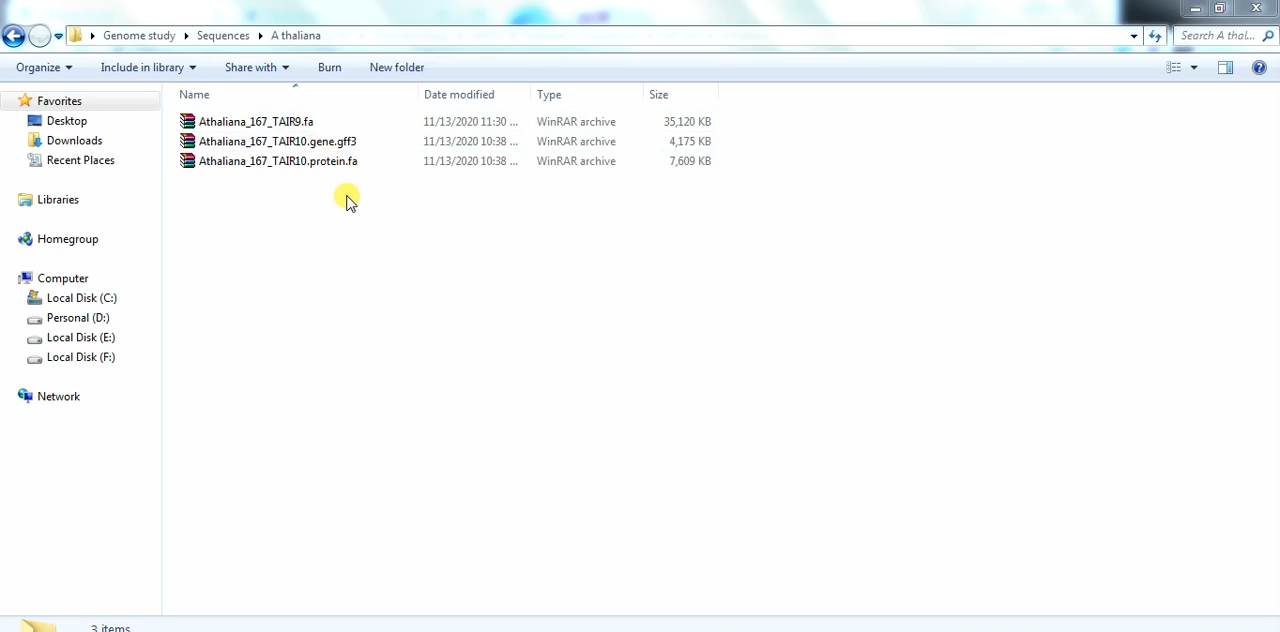 Genome study Sequences A thaliana Search A thal...
Organize Include in library Share with Burn New folder
Favorites
Desktop
Downloads
Recent Places
Libraries
Homegroup
Computer
Local Disk (C:)
Personal (D:)
Local Disk (E:)
Local Disk (F:)
Network
Name Date modified Type Size
Athaliana_167_TAIR9.fa 11/13/2020 11:30 ... WinRAR archive 35,120 KB
Athaliana_167_TAIR10.gene.gff3 11/13/2020 10:38 ... WinRAR archive 4,175 KB
Athaliana_167_TAIR10.protein.fa 11/13/2020 10:38 ... WinRAR archive 7,609 KB
3 items